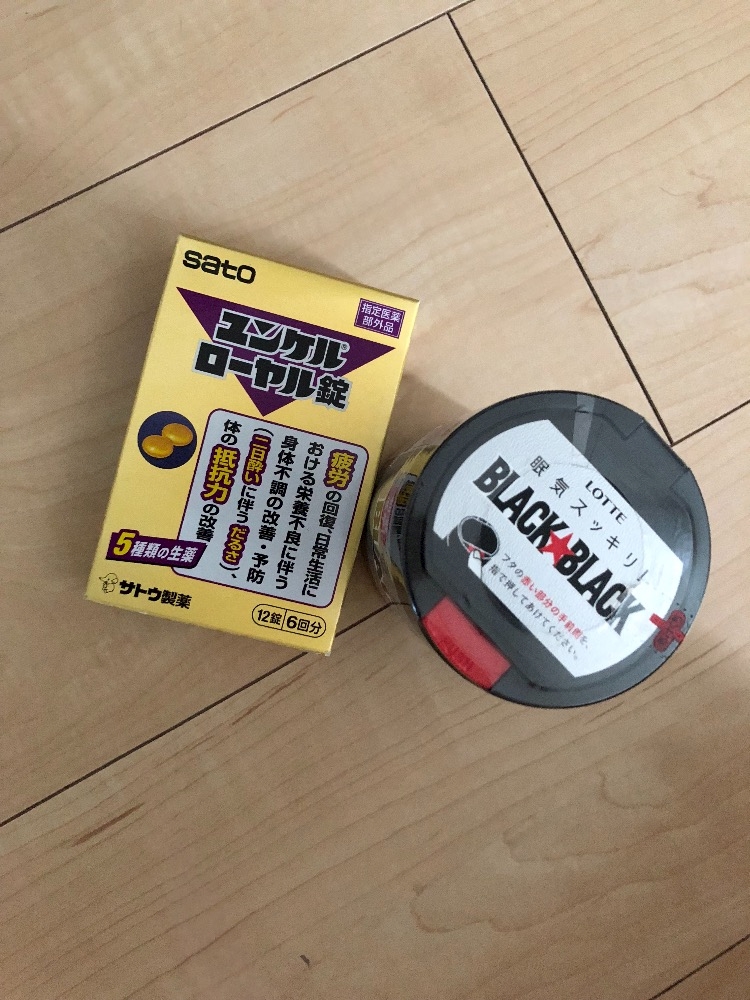 sato
指定医薬
部外品
ユンケル®
ローヤル錠
疲労の回復、日常生活に
おける栄養不良に伴う
身体不調の改善・予防
(二日酔いに伴うだるさ)、
体の抵抗力の改善
5種類の生薬
サトウ製薬
12錠 6回分
LOTTE
眠気スッキリ!
BLACK★BLACK
フタの赤い部分の手前側を、
指で押してあけてください。